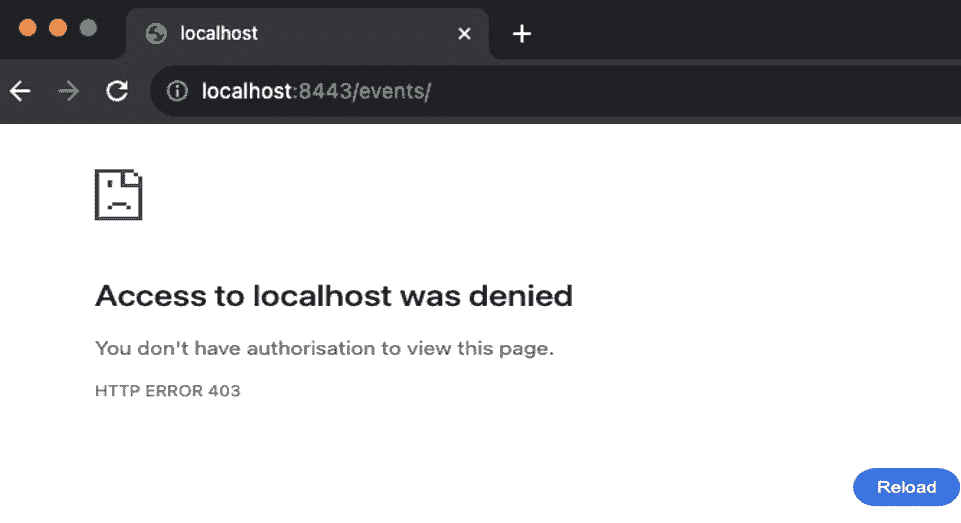 localhost
localhost:8443/events/
Access to localhost was denied
You don't have authorisation to view this page.
HTTP ERROR 403
Reload